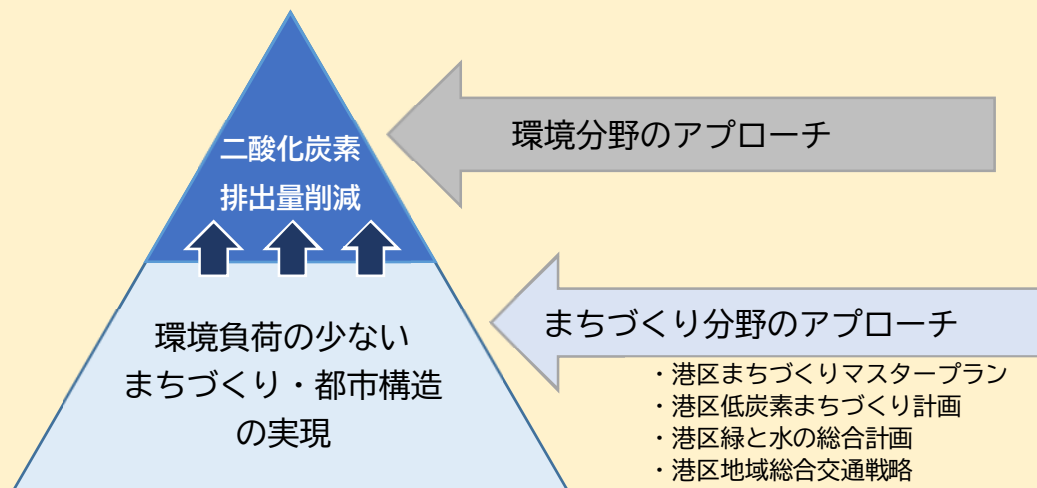 二酸化炭素
排出量削減
環境分野のアプローチ
環境負荷の少ない
まちづくり・都市構造
の実現
まちづくり分野のアプローチ
・港区まちづくりマスタープラン
・港区低炭素まちづくり計画
・港区緑と水の総合計画
・港区地域総合交通戦略